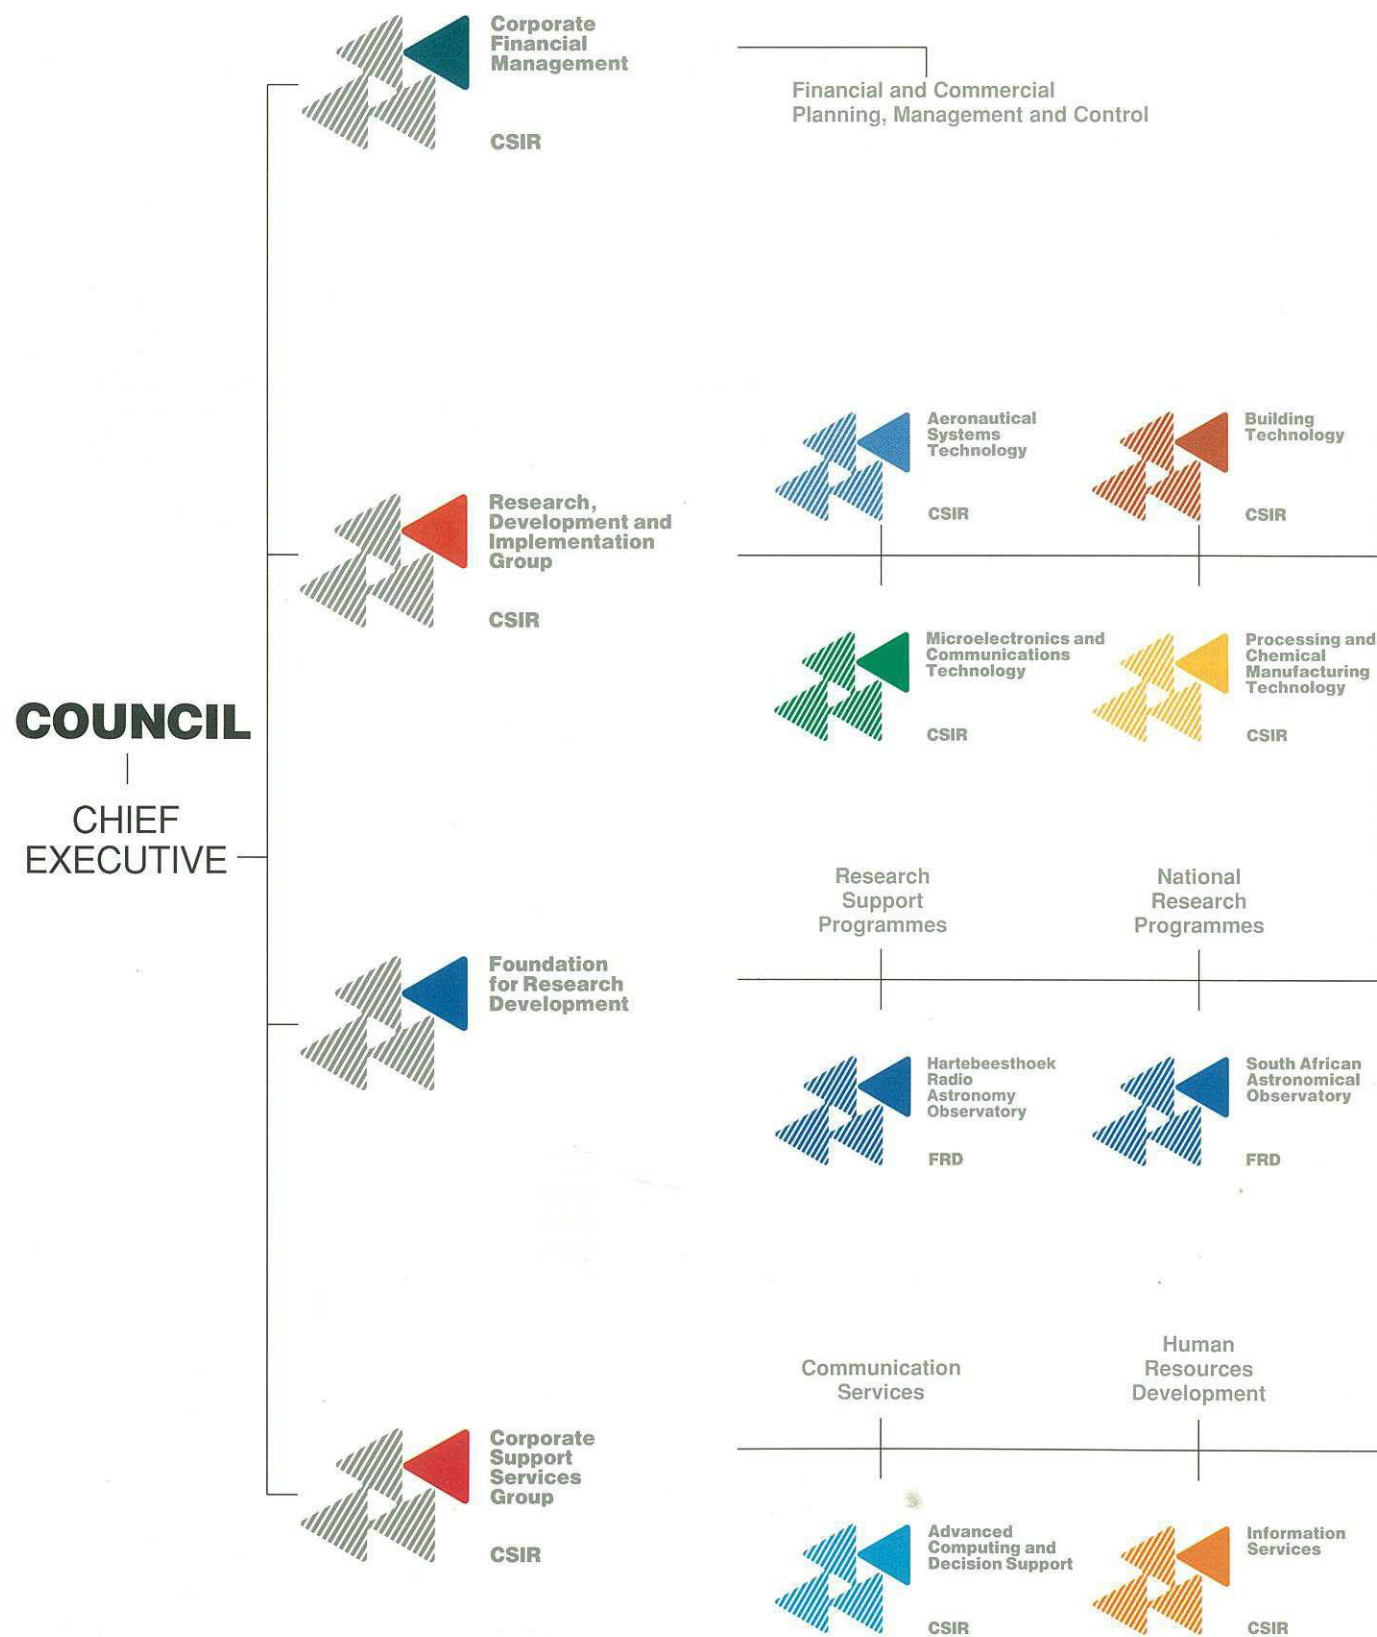 Corporate
Financial
Management
CSIR
Financial and Commercial
Planning, Management and Control
Aeronautical
Systems
Technology
CSIR
Building
Technology
CSIR
Research,
Development and
Implementation
Group
CSIR
Microelectronics and
Communications
Technology
CSIR
Processing and
Chemical
Manufacturing
Technology
CSIR
COUNCIL
CHIEF
EXECUTIVE
Research
Support
Programmes
National
Research
Programmes
Foundation
for Research
Development
Hartebeesthoek
Radio
Astronomy
Observatory
FRD
South African
Astronomical
Observatory
FRD
Communication
Services
Human
Resources
Development
Corporate
Support
Services
Group
CSIR
Advanced
Computing and
Decision Support
CSIR
Information
Services
CSIR